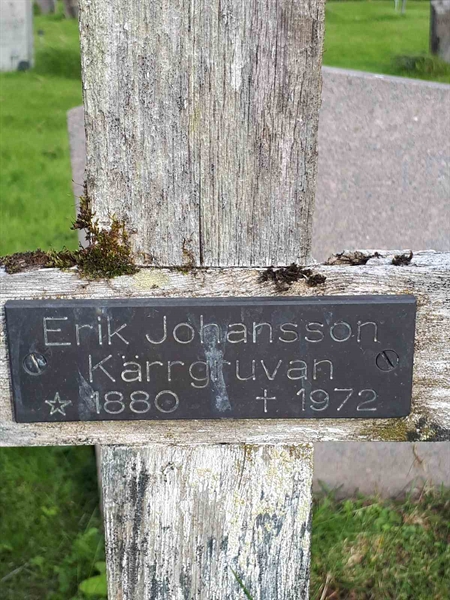 Erik Johansson
Kärrgruvan
☆ 1880 † 1972